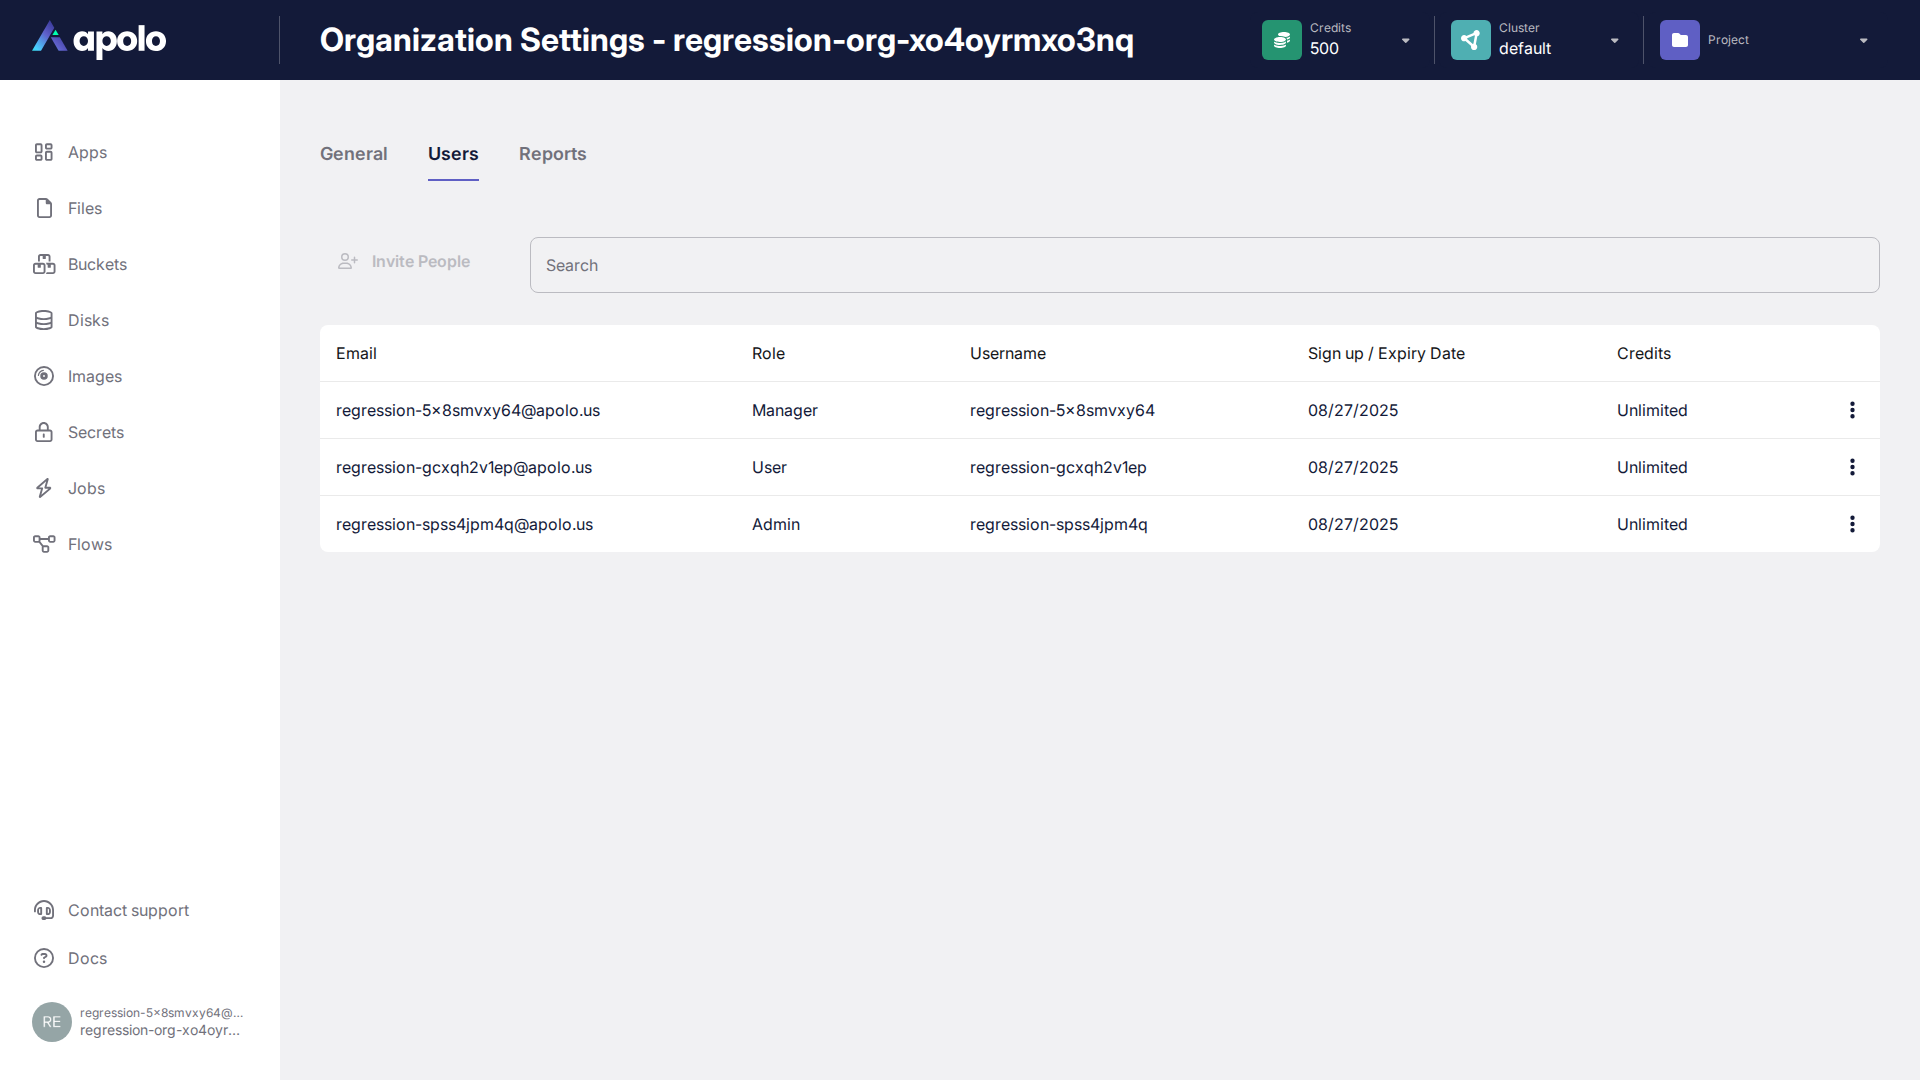 apolo
Organization Settings - regression-org-xo4oyrmxo3nq
Credits
500
Cluster
default
Project
Apps
Files
Buckets
Disks
Images
Secrets
Jobs
Flows
Contact support
Docs
RE
regression-5x8smvxy64@...
regression-org-xo4oyr...
General Users Reports
Invite People
Search
Email Role Username Sign up / Expiry Date Credits
regression-5x8smvxy64@apolo.us Manager regression-5x8smvxy64 08/27/2025 Unlimited
regression-gcxqh2v1ep@apolo.us User regression-gcxqh2v1ep 08/27/2025 Unlimited
regression-spss4jpm4q@apolo.us Admin regression-spss4jpm4q 08/27/2025 Unlimited